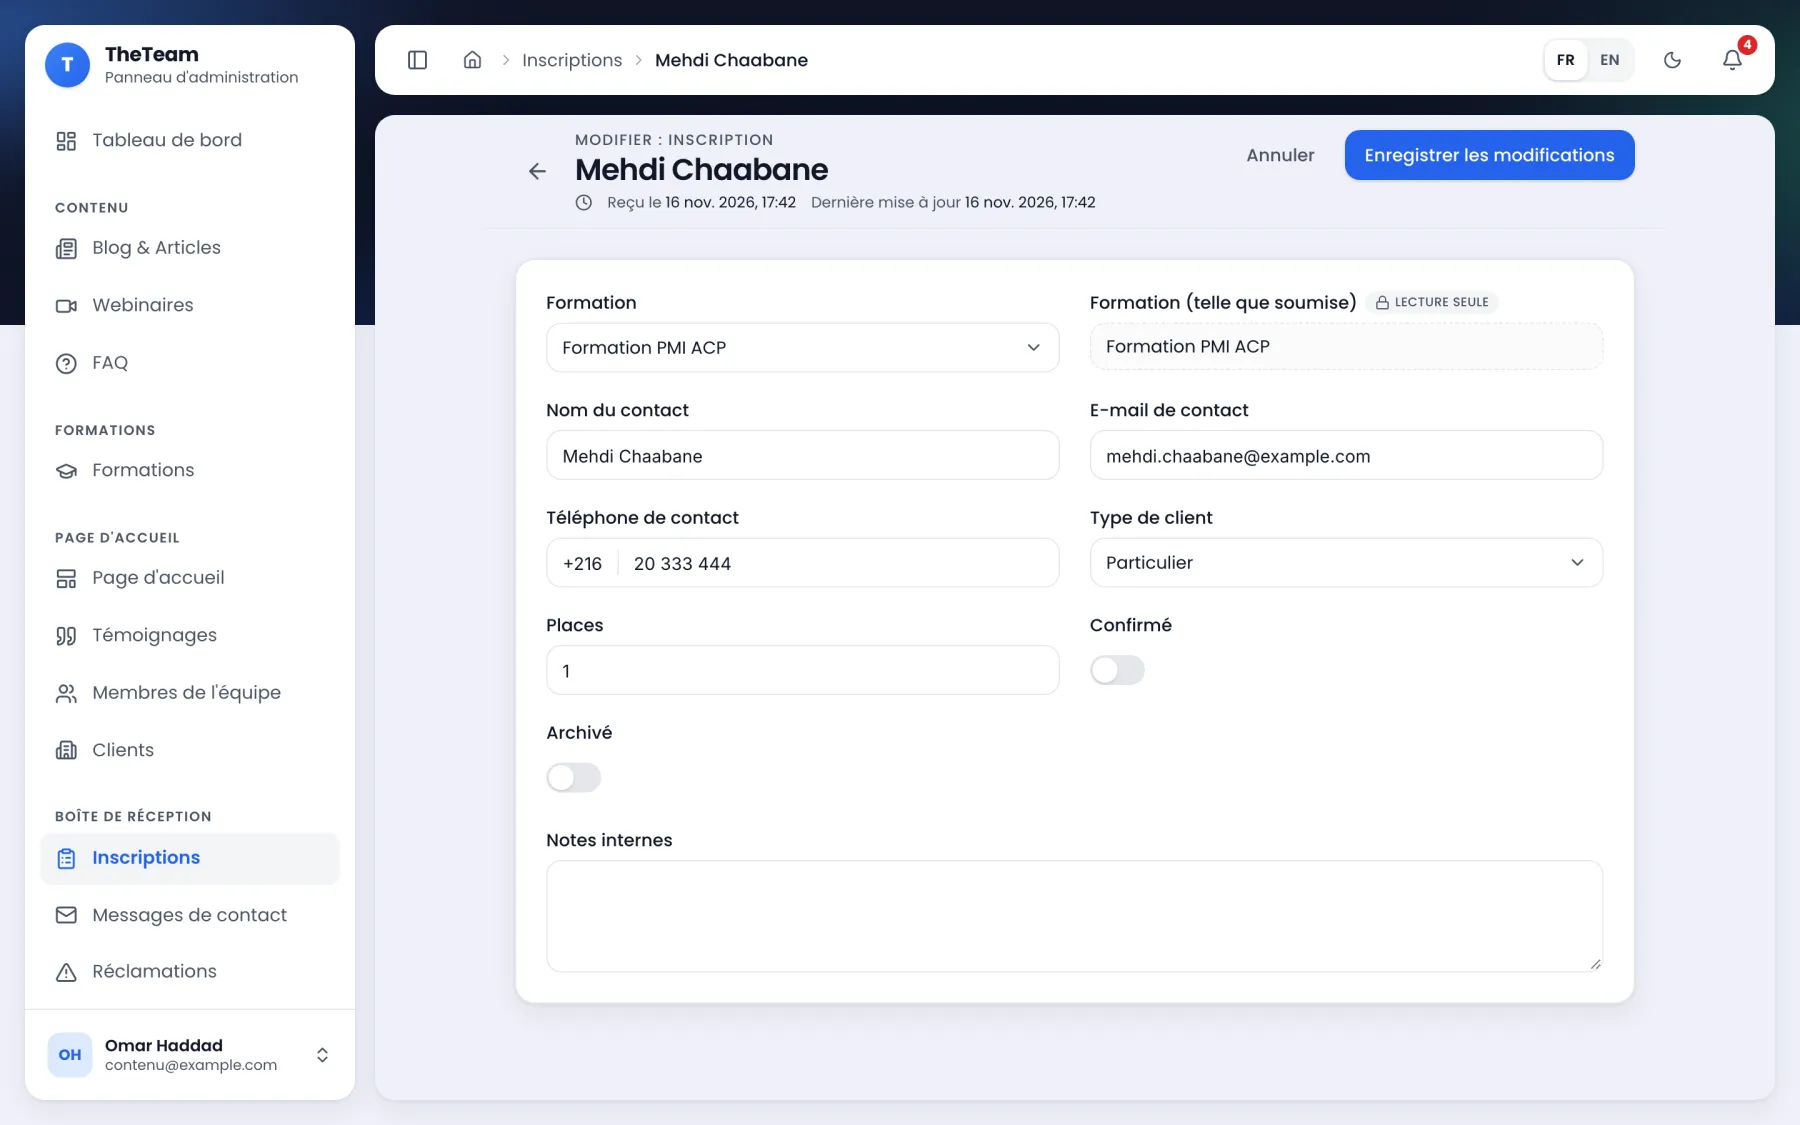 T
TheTeam
Panneau d'administration
Tableau de bord
CONTENU
Blog & Articles
Webinaires
FAQ
FORMATIONS
Formations
PAGE D'ACCUEIL
Page d'accueil
Témoignages
Membres de l'équipe
Clients
BOÎTE DE RÉCEPTION
Inscriptions
Messages de contact
Réclamations
OH
Omar Haddad
contenu@example.com
Inscriptions
Mehdi Chaabane
FR
EN
4
MODIFIER : INSCRIPTION
Mehdi Chaabane
Reçu le 16 nov. 2026, 17:42 Dernière mise à jour 16 nov. 2026, 17:42
Annuler
Enregistrer les modifications
Formation
Formation PMI ACP
Formation (telle que soumise)
LECTURE SEULE
Formation PMI ACP
Nom du contact
Mehdi Chaabane
E-mail de contact
mehdi.chaabane@example.com
Téléphone de contact
+216 20 333 444
Type de client
Particulier
Places
1
Confirmé
Archivé
Notes internes